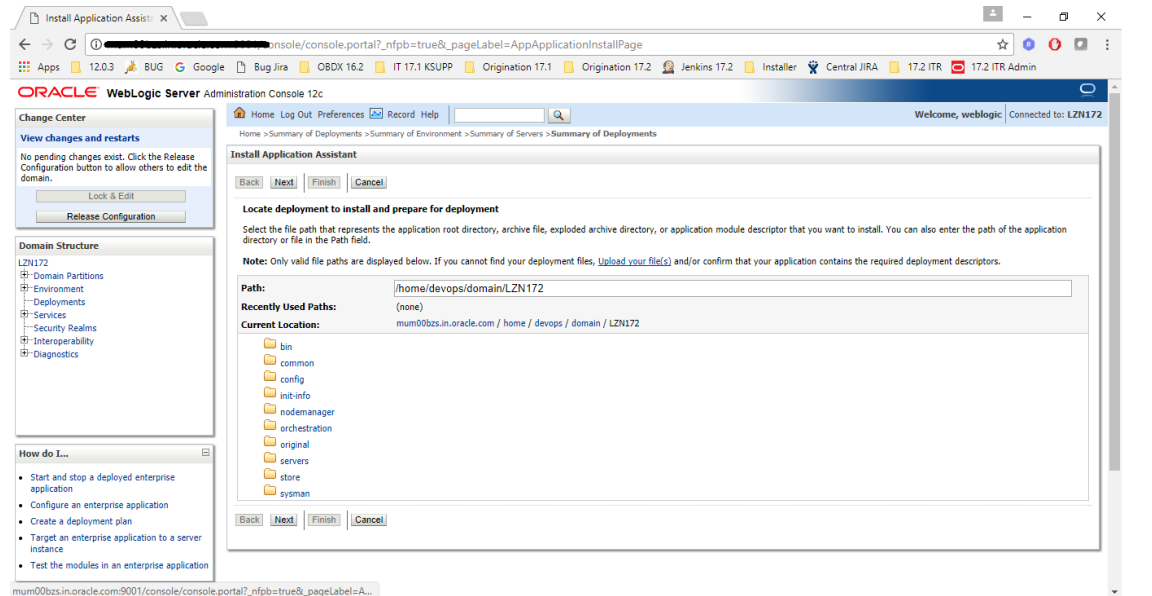 Install Application Assista
onsole/console.portal?_nfpb=true&_pageLabel=AppApplicationInstallPage
Apps 12.0.3 BUG Google Bug Jira OBDX 16.2 IT 17.1 KSUPP Origination 17.1 Origination 17.2 Jenkins 17.2 Installer Central JIRA 17.2 ITR 17.2 ITR Admin
ORACLE WebLogic Server Administration Console 12c
Change Center
View changes and restarts
No pending changes exist. Click the Release
Configuration button to allow others to edit the
domain.
Lock & Edit
Release Configuration
Domain Structure
LZN172
Domain Partitions
Environment
Deployments
Services
Security Realms
Interoperability
Diagnostics
How do I...
Start and stop a deployed enterprise
application
Configure an enterprise application
Create a deployment plan
Target an enterprise application to a server
instance
Test the modules in an enterprise application
Home Log Out Preferences Record Help
Welcome, weblogic Connected to: LZN172
Home >Summary of Deployments >Summary of Environment >Summary of Servers >Summary of Deployments
Install Application Assistant
Back Next Finish Cancel
Locate deployment to install and prepare for deployment
Select the file path that represents the application root directory, archive file, exploded archive directory, or application module descriptor that you want to install. You can also enter the path of the application
directory or file in the Path field.
Note: Only valid file paths are displayed below. If you cannot find your deployment files, Upload your file(s) and/or confirm that your application contains the required deployment descriptors.
Path: /home/devops/domain/LZN172
Recently Used Paths: (none)
Current Location: mum00bzs.in.oracle.com / home / devops / domain / LZN172
bin
common
config
init-info
nodemanager
orchestration
original
servers
store
sysman
Back Next Finish Cancel
mum00bzs.in.oracle.com:9001/console/console.portal?_nfpb=true&_pageLabel=A...